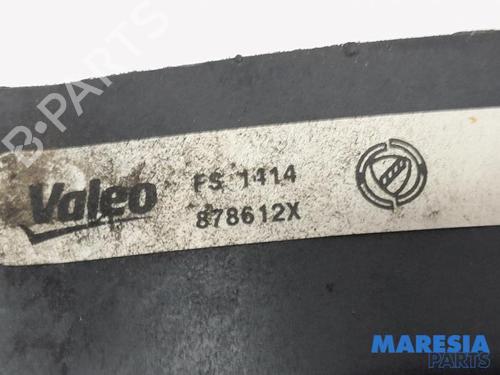 B-PARTS
Valeo
FS 1414
878612X
MARESIA
PARTS